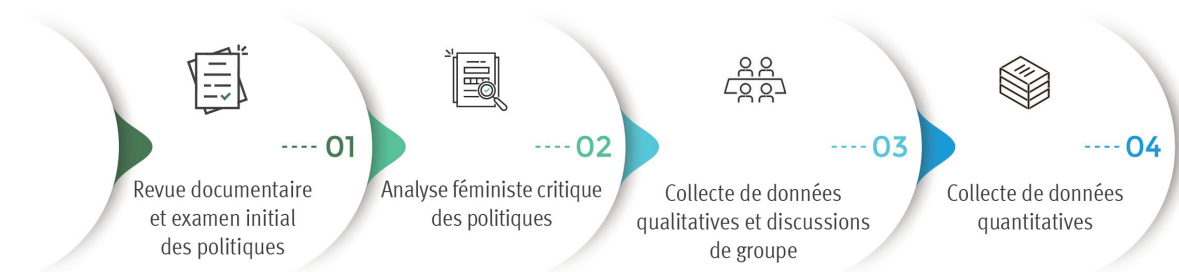 01
Revue documentaire
et examen initial
des politiques
02
Analyse féministe critique
des politiques
03
Collecte de données
qualitatives et discussions
de groupe
04
Collecte de données
quantitatives